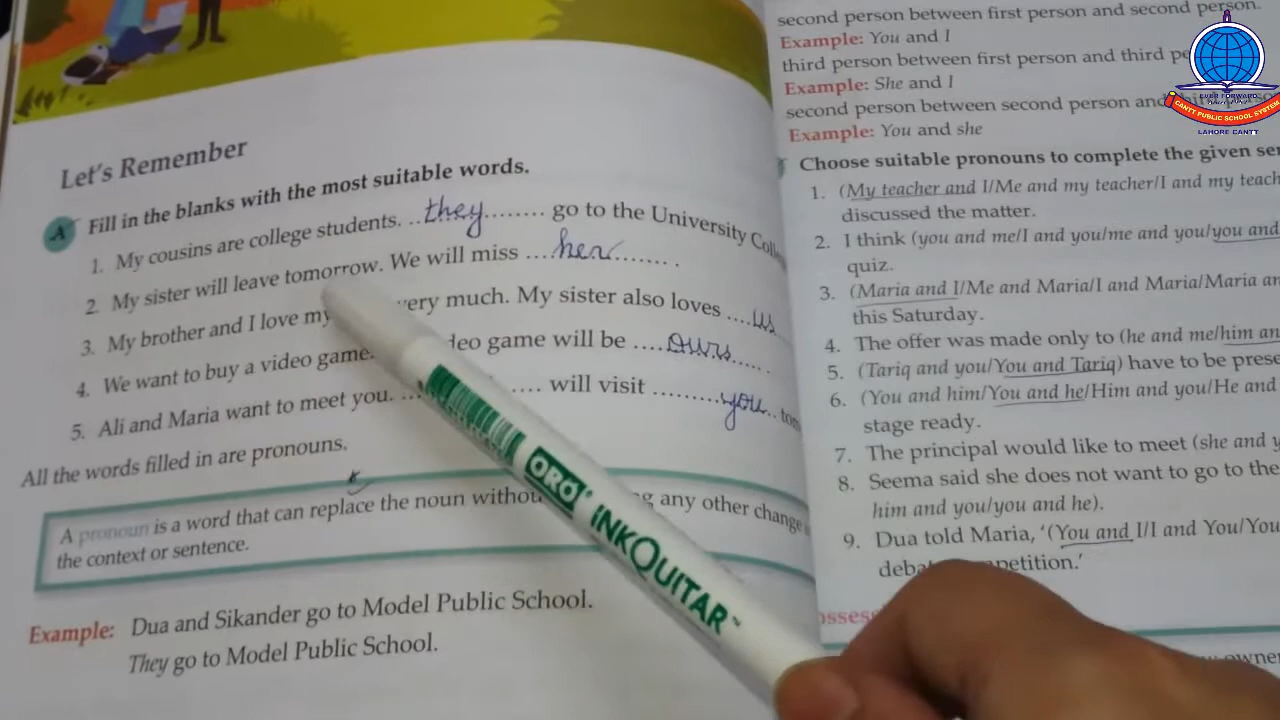 Let's Remember
A Fill in the blanks with the most suitable words.
1. My cousins are college students. ..they........ go to the University
2. My sister will leave tomorrow. We will miss ....her........ .
3. My brother and I love my very much. My sister also loves ....us
4. We want to buy a video game. deo game will be ....ours...... .
5. Ali and Maria want to meet you. .... will visit .........you..
All the words filled in are pronouns.
A pronoun is a word that can replace the noun any other change
the context or sentence.
Example: Dua and Sikander go to Model Public School.
They go to Model Public School.
second person between first person and second person.
Example: You and I
third person between first person and third
Example: She and I
second person between second person and
Example: You and she
Choose suitable pronouns to complete the given
1. (My teacher and I/Me and my teacher/I and my
discussed the matter.
2. I think (you and me/I and you/me and you/you and
quiz.
3. (Maria and I/Me and Maria/I and Maria/Maria
this Saturday.
4. The offer was made only to (he and me/him
5. (Tariq and you/You and Tariq) have to be
6. (You and him/You and he/Him and you/He and
stage ready.
7. The principal would like to meet (she and
8. Seema said she does not want to go to the
him and you/you and he).
9. Dua told Maria, '(You and I/I and You/You
EVER FORWARD
CANTT PUBLIC SCHOOL SYSTEM
LAHORE CANTT
ORO INKQUITAR™